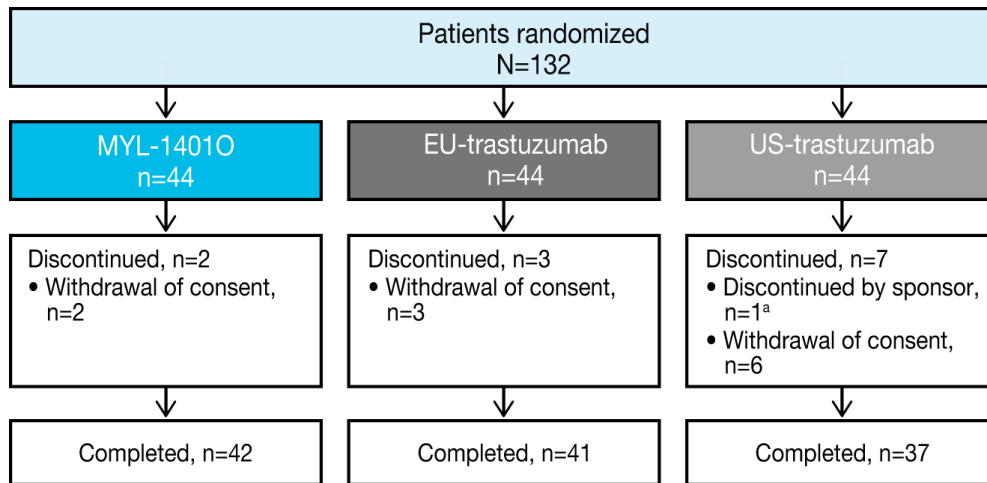 Patients randomized
N=132
MYL-1401O
n=44
EU-trastuzumab
n=44
US-trastuzumab
n=44
Discontinued, n=2
• Withdrawal of consent,
n=2
Discontinued, n=3
• Withdrawal of consent,
n=3
Discontinued, n=7
• Discontinued by sponsor,
n=1ᵃ
• Withdrawal of consent,
n=6
Completed, n=42
Completed, n=41
Completed, n=37